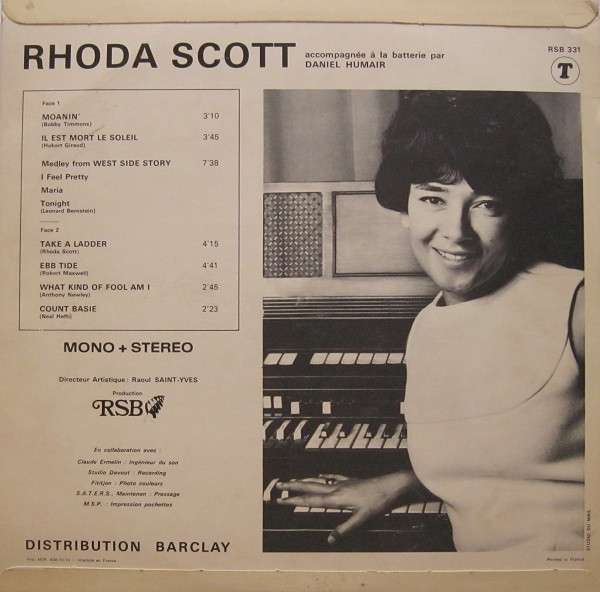 RHODA SCOTT
accompagnée à la batterie par
DANIEL HUMAIR
RSB 331
T
Face 1
MOANIN' 3'10
(Bobby Timmons)
IL EST MORT LE SOLEIL 3'45
(Hubert Giraud)
Medley from WEST SIDE STORY 7'38
I Feel Pretty
Maria
Tonight
(Leonard Bernstein)
Face 2
TAKE A LADDER 4'15
(Rhoda Scott)
EBB TIDE 4'41
(Robert Maxwell)
WHAT KIND OF FOOL AM I 2'45
(Anthony Newley)
COUNT BASIE 2'23
(Neal Hefti)
MONO + STEREO
Directeur Artistique : Raoul SAINT-YVES
Production
RSB
En collaboration avec :
Claude Ermelin : Ingénieur du son
Studio Davout : Recording
Fititjan : Photo couleurs
S.A.T.E.R.S., Maintenon : Pressage
M.S.P. : Impression pochettes
DISTRIBUTION BARCLAY
Printed in France
STUDIO DU MAIL